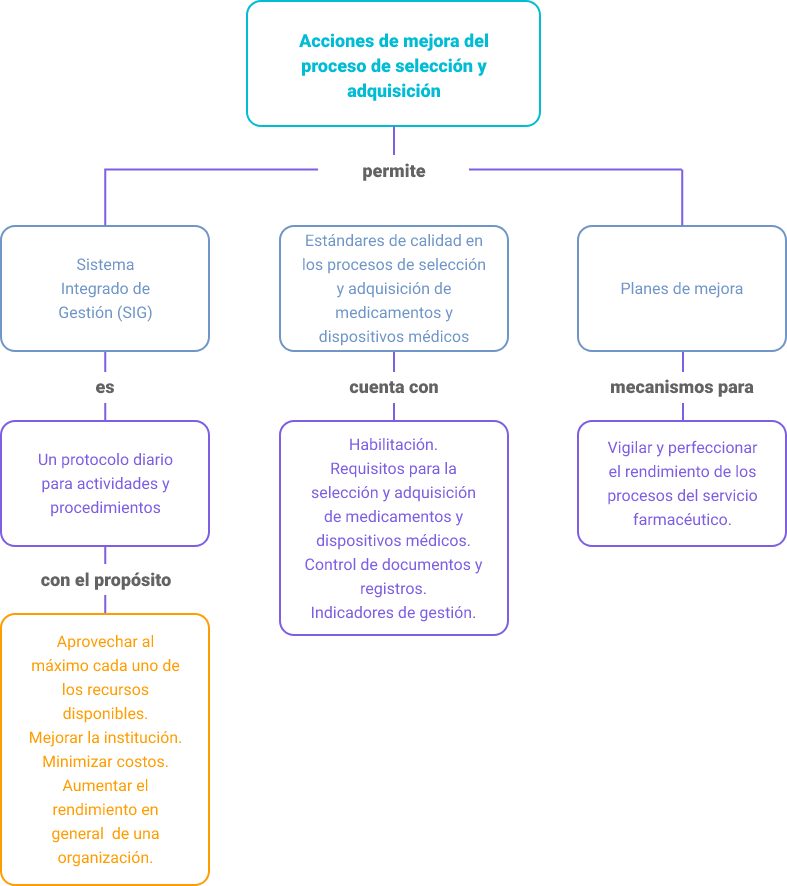 Acciones de mejora del
proceso de selección y
adquisición
permite
Sistema
Integrado de
Gestión (SIG)
es
Un protocolo diario
para actividades y
procedimientos
con el propósito
Aprovechar al
máximo cada uno de
los recursos
disponibles.
Mejorar la institución.
Minimizar costos.
Aumentar el
rendimiento en
general  de una
organización.
Estándares de calidad en
los procesos de selección
y adquisición de
medicamentos y
dispositivos médicos
cuenta con
Habilitación.
Requisitos para la
selección y adquisición
de medicamentos y
dispositivos médicos.
Control de documentos y
registros.
Indicadores de gestión.
Planes de mejora
mecanismos para
Vigilar y perfeccionar
el rendimiento de los
procesos del servicio
farmacéutico.